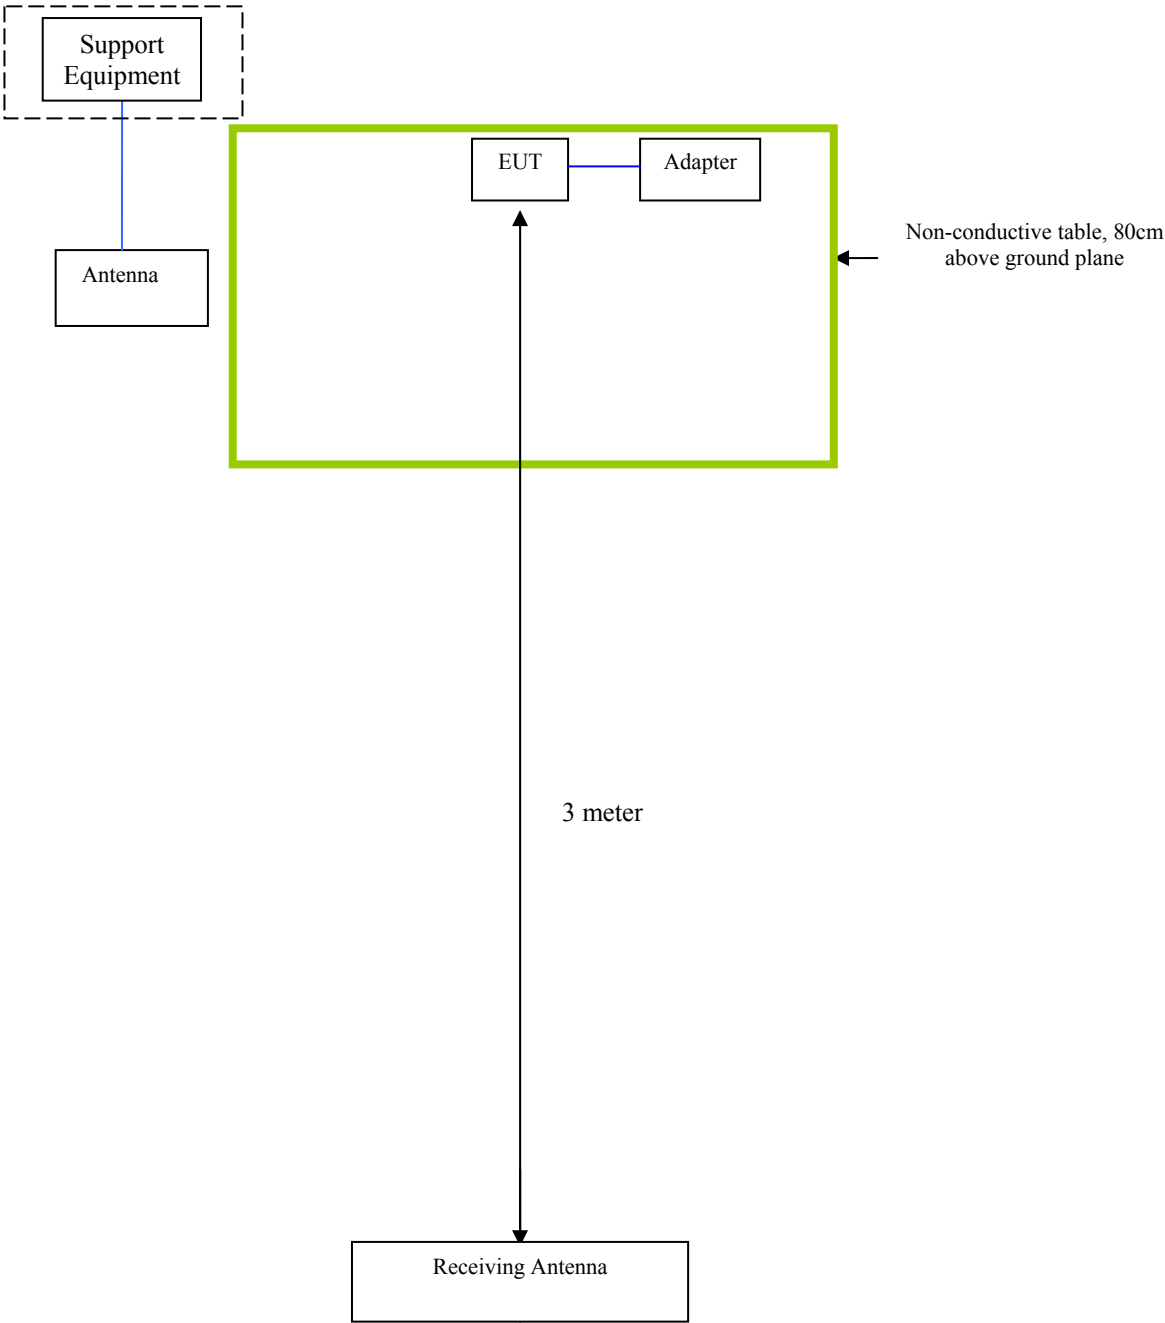 Support
Equipment
EUT
Adapter
Non-conductive table, 80cm
above ground plane
Antenna
3 meter
Receiving Antenna